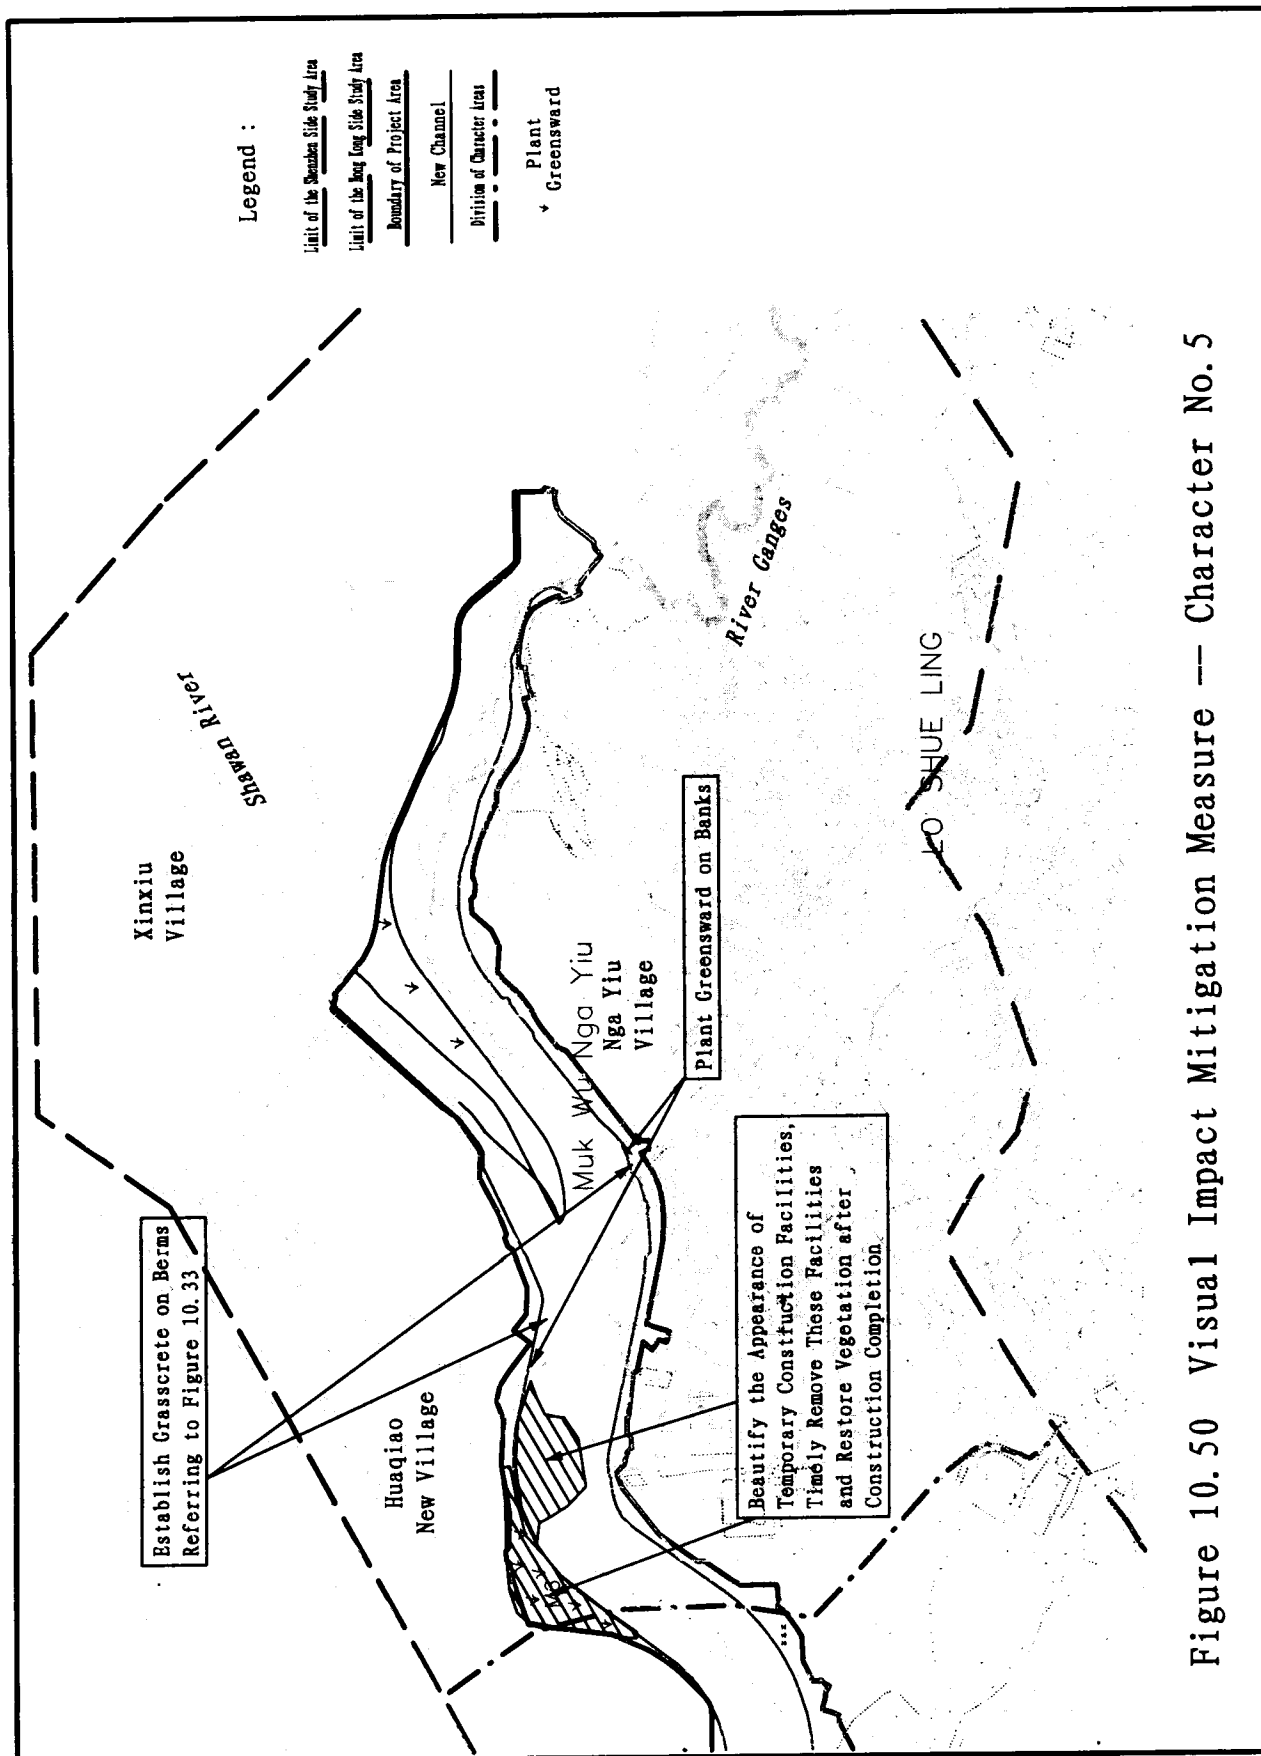 Legend :
Limit of the Shenzhen Side Study Area
Limit of the Hong Kong Side Study Area
Boundary of Project Area
New Channel
Division of Character Areas
Plant
Greensward
Establish Grasscrete on Berms
Referring to Figure 10.33
Xinxiu
Village
Shawan River
Huaqiao
New Village
Muk Wu Nga Yiu
Nga Yiu
Village
River Ganges
Plant Greensward on Banks
Beautify the Appearance of
Temporary Construction Facilities,
Timely Remove These Facilities
and Restore Vegetation after
Construction Completion
LO SHUE LING
Figure 10.50 Visual Impact Mitigation Measure — Character No.5